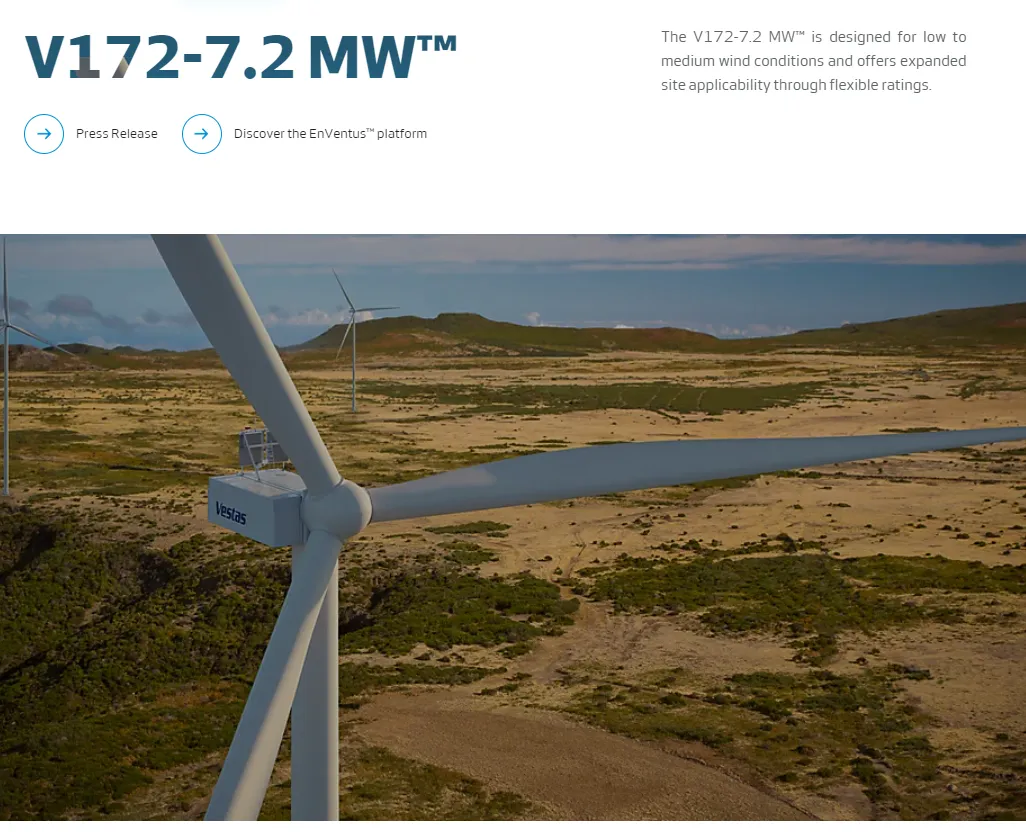 V172-7.2 MW™
The V172-7.2 MW™ is designed for low to
medium wind conditions and offers expanded
site applicability through flexible ratings.
Press Release
Discover the EnVentus™ platform
Vestas